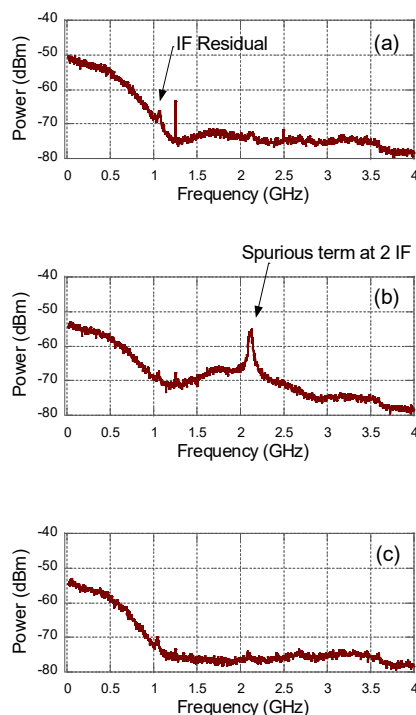 -40
(a)
IF Residual
-50
-60
-70
-80
Power (dBm)
0 0.5 1 1.5 2 2.5 3 3.5 4
Frequency (GHz)
Spurious term at 2 IF
-40
(b)
-50
-60
-70
-80
Power (dBm)
0 0.5 1 1.5 2 2.5 3 3.5 4
Frequency (GHz)
-40
(c)
-50
-60
-70
-80
Power (dBm)
0 0.5 1 1.5 2 2.5 3 3.5 4
Frequency (GHz)